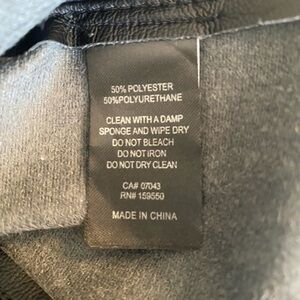 50% POLYESTER
50%POLYURETHANE
CLEAN WITH A DAMP
SPONGE AND WIPE DRY
DO NOT BLEACH
DO NOT IRON
DO NOT DRY CLEAN
CA# 07043
RN# 159550
MADE IN CHINA